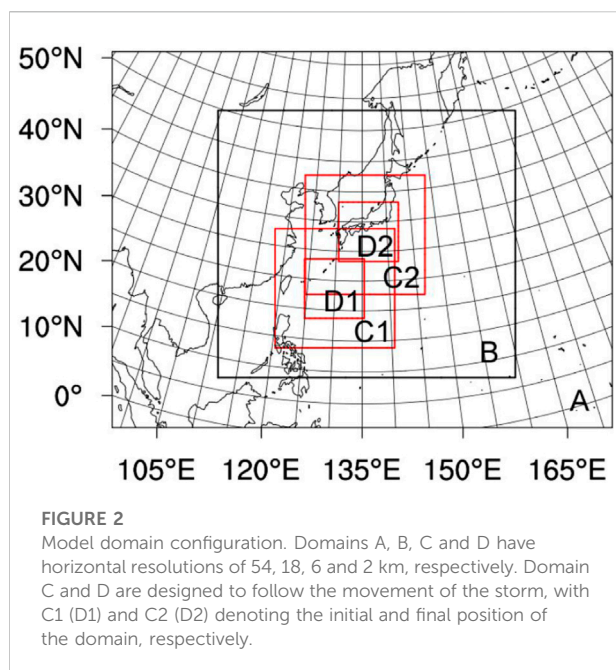 50°N
40°N
30°N
20°N
10°N
0°
D2
C2
D1
C1
B
A
105°E 120°E 135°E 150°E 165°E
FIGURE 2
Model domain configuration. Domains A, B, C and D have
horizontal resolutions of 54, 18, 6 and 2 km, respectively. Domain
C and D are designed to follow the movement of the storm, with
C1 (D1) and C2 (D2) denoting the initial and final position of
the domain, respectively.